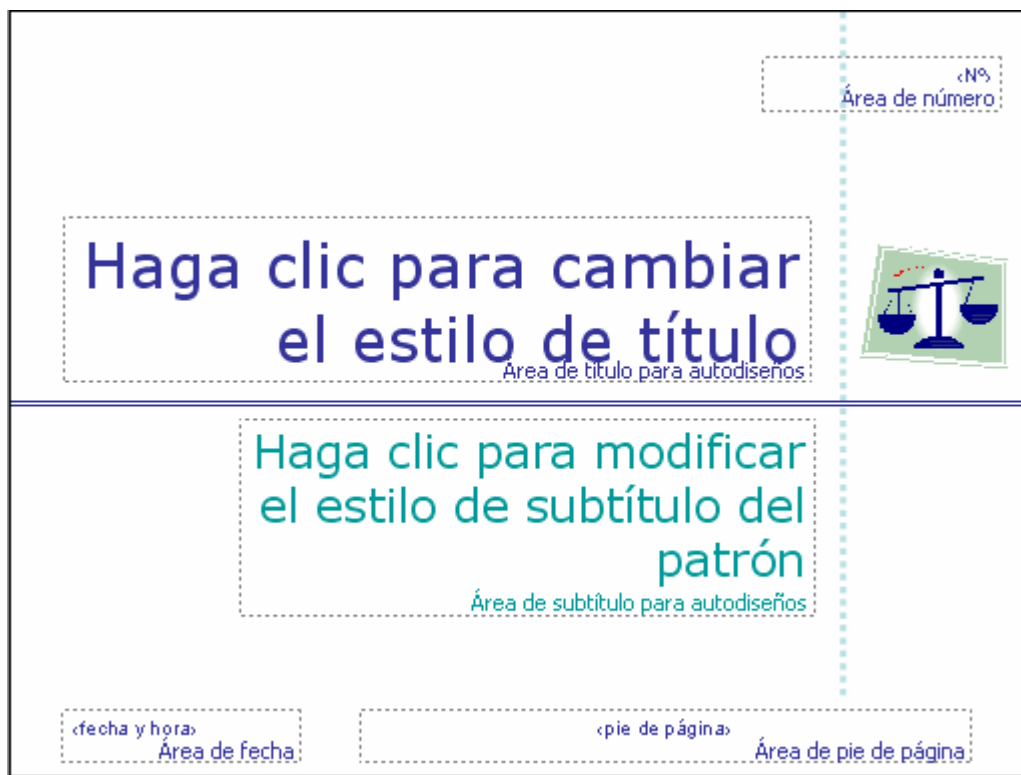 ‹Nº›
Área de número
Haga clic para cambiar
el estilo de título
Área de título para autodiseños
Haga clic para modificar
el estilo de subtítulo del
patrón
Área de subtítulo para autodiseños
‹fecha y hora›
Área de fecha
‹pie de página›
Área de pie de página